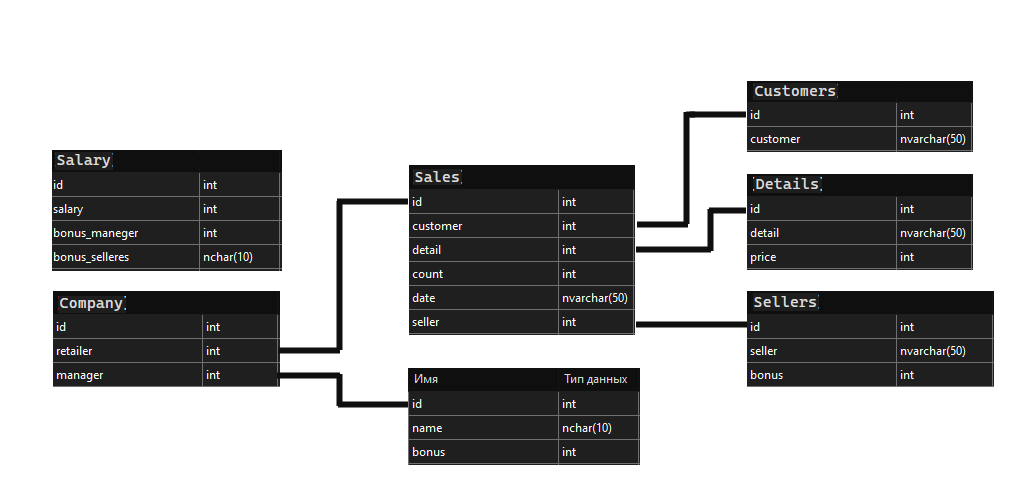 Salary
id int
salary int
bonus_maneger int
bonus_selleres nchar(10)
Company
id int
retailer int
manager int
Sales
id int
customer int
detail int
count int
date nvarchar(50)
seller int
Имя Тип данных
id int
name nchar(10)
bonus int
Customers
id int
customer nvarchar(50)
Details
id int
detail nvarchar(50)
price int
Sellers
id int
seller nvarchar(50)
bonus int